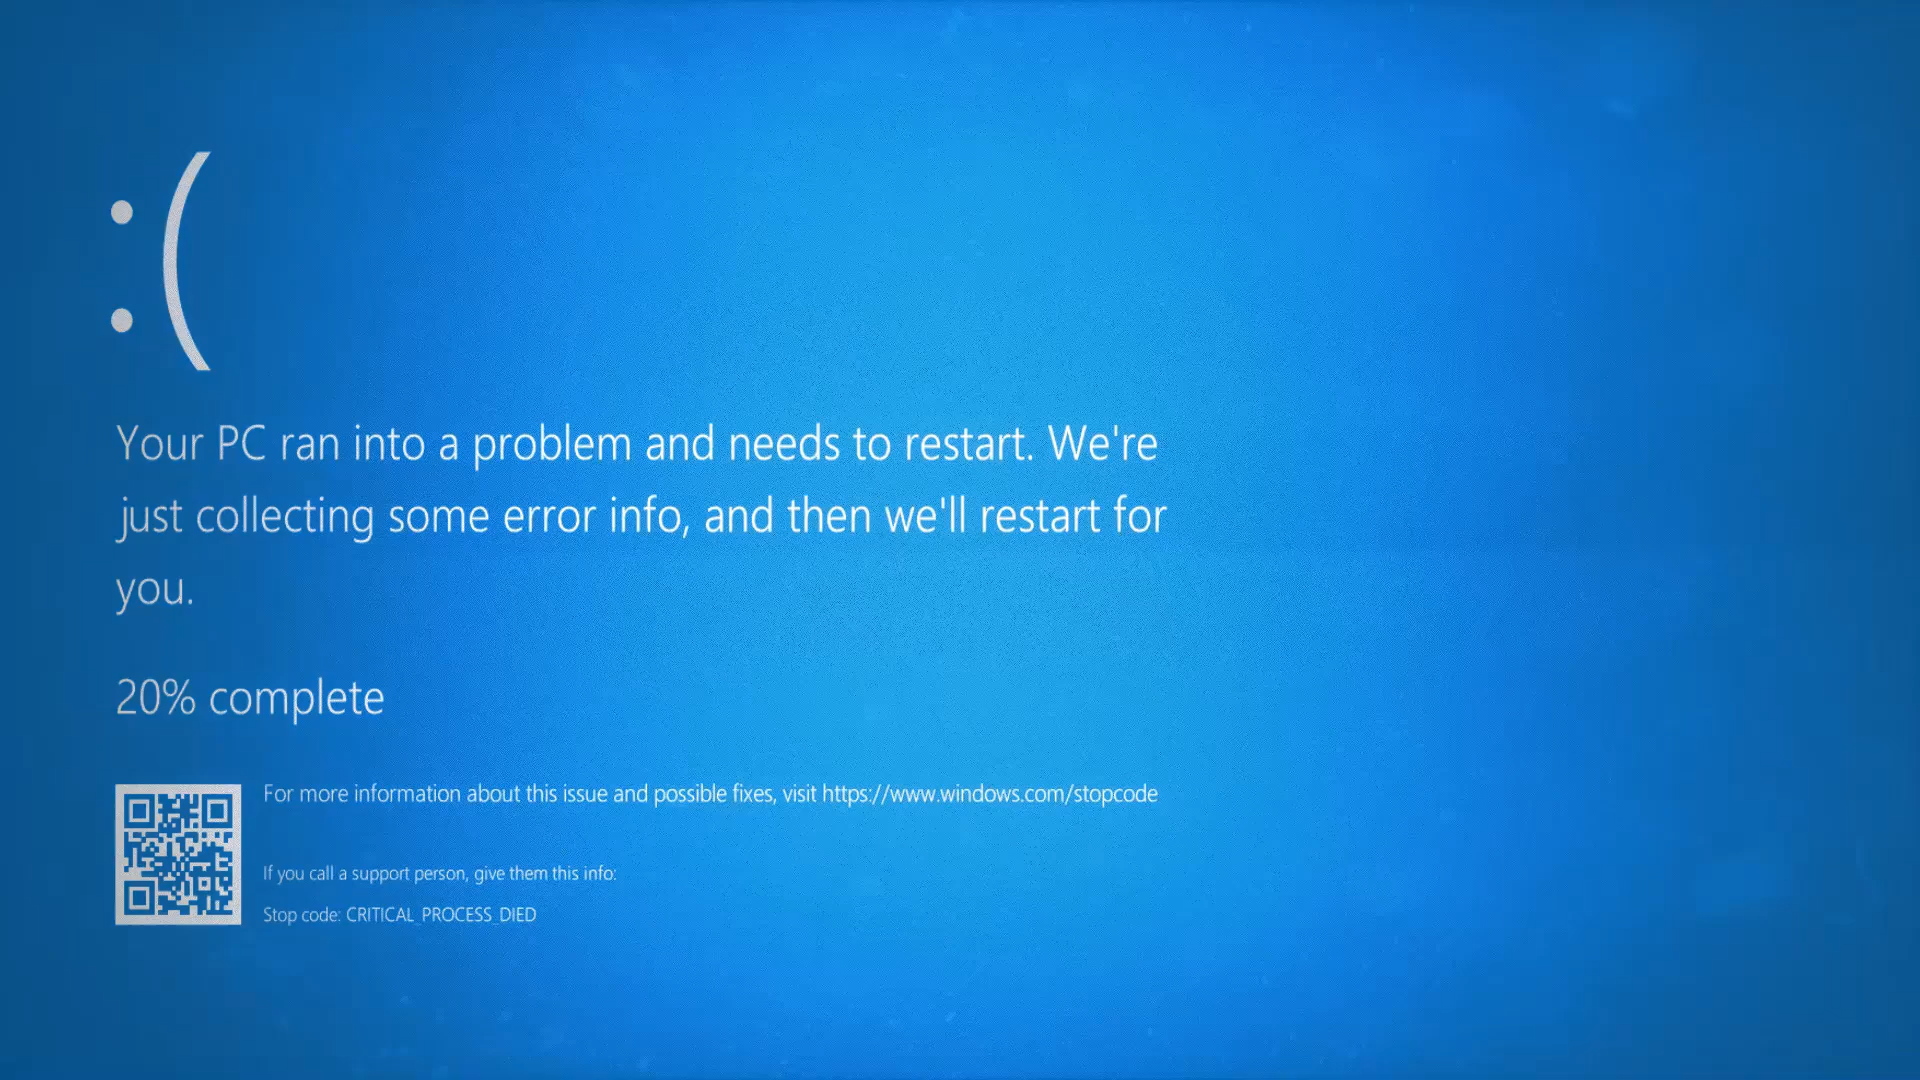 :(
Your PC ran into a problem and needs to restart. We're
just collecting some error info, and then we'll restart for
you.
20% complete
For more information about this issue and possible fixes, visit https://www.windows.com/stopcode
If you call a support person, give them this info:
Stop code: CRITICAL_PROCESS_DIED